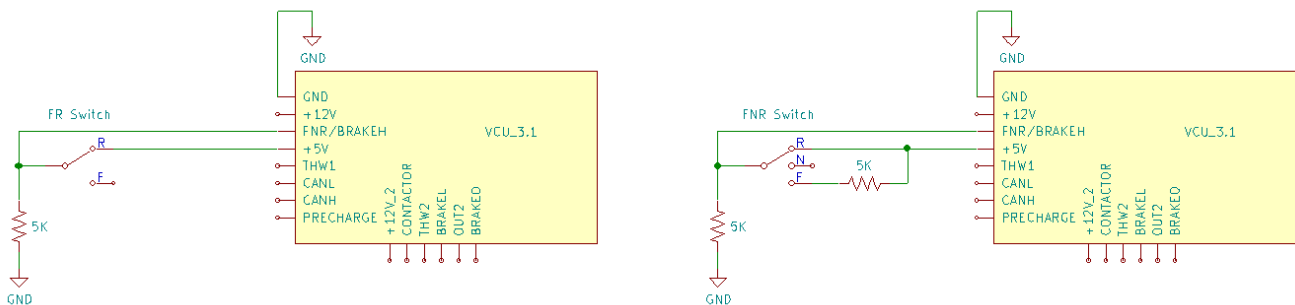 GND
FR Switch
R
F
5K
GND
GND
+12V
FNR/BRAKEH
+5V
THW1
CANL
CANH
PRECHARGE
VCU_3.1
+12V_2
CONTACTOR
THW2
BRAKEL
OUT2
BRAKEO
GND
FNR Switch
R
N
F
5K
5K
GND
GND
+12V
FNR/BRAKEH
+5V
THW1
CANL
CANH
PRECHARGE
VCU_3.1
+12V_2
CONTACTOR
THW2
BRAKEL
OUT2
BRAKEO